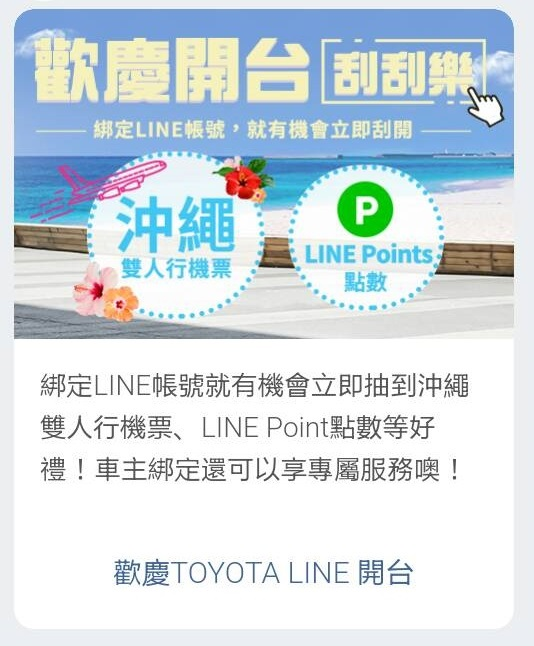 歡慶開台 刮刮樂
綁定LINE帳號，就有機會立即刮開
沖繩
雙人行機票
P
LINE Points
點數
綁定LINE帳號就有機會立即抽到沖繩
雙人行機票、LINE Point點數等好
禮！車主綁定還可以享專屬服務噢！
歡慶TOYOTA LINE 開台